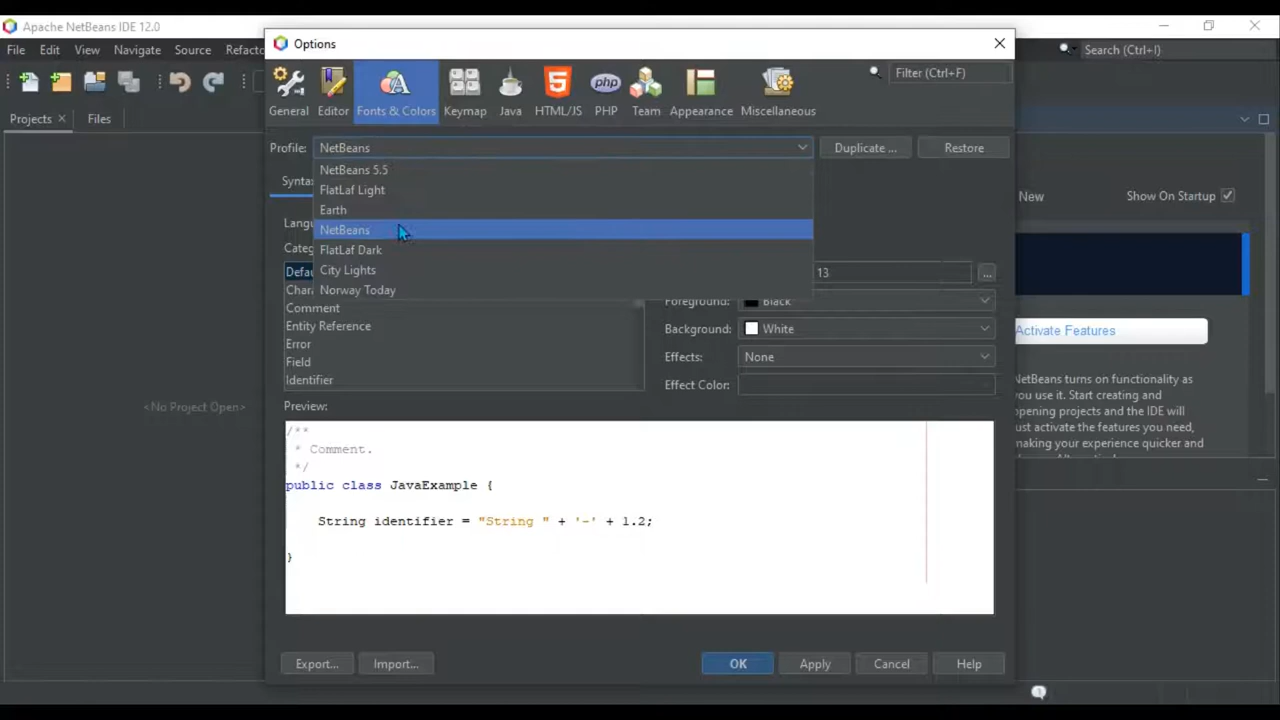 Apache NetBeans IDE 12.0
File Edit View Navigate Source Refacto
Search (Ctrl+I)
Options
General Editor Fonts & Colors Keymap Java HTML/JS PHP Team Appearance Miscellaneous
Filter (Ctrl+F)
Projects Files
Profile: NetBeans Duplicate ... Restore
NetBeans 5.5
FlatLaf Light
Earth
NetBeans
FlatLaf Dark
City Lights
Norway Today
Synta
Langu
Categ
Defau
Chara
Comment
Entity Reference
Error
Field
Identifier
13 ...
Foreground: Black
Background: White
Effects: None
Effect Color:
Preview:
/**
* Comment.
*/
public class JavaExample {
String identifier = "String " + '-' + 1.2;
}
Export... Import... OK Apply Cancel Help
<No Project Open>
New Show On Startup
Activate Features
NetBeans turns on functionality as
you use it. Start creating and
opening projects and the IDE will
just activate the features you need,
making your experience quicker and